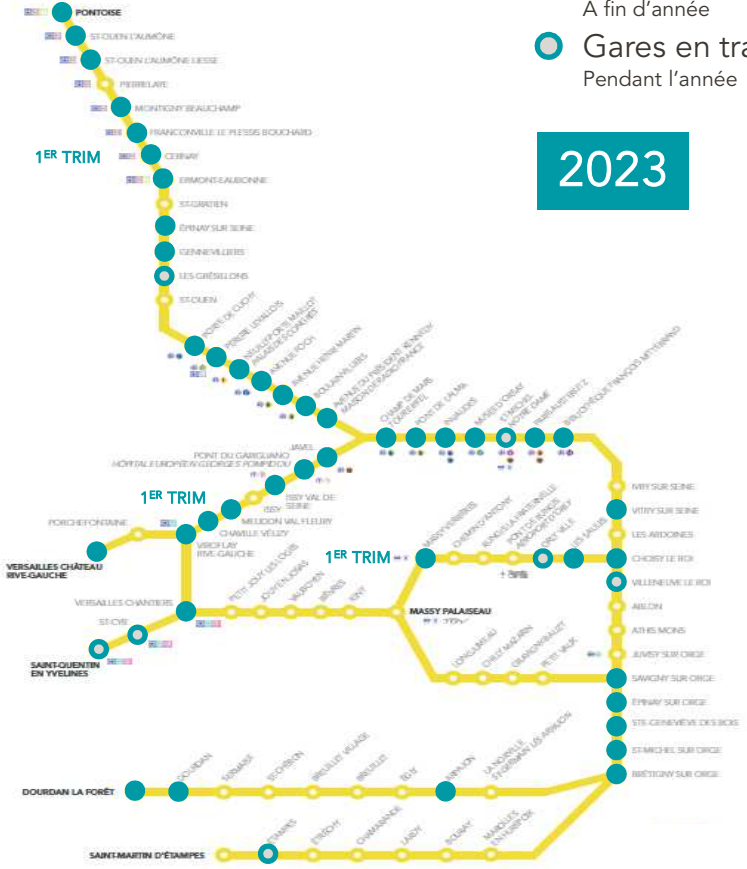 A fin d’année
Gares en tra
Pendant l’année
2023
PONTOISE
ST-OUEN L'AUMÔNE
ST-OUEN L'AUMÔNE LIESSE
PIERRELAYE
MONTIGNY BEAUCHAMP
FRANCONVILLE LE PLESSIS BOUCHARD
1ER TRIM
CERNAY
ERMONT-EAUBONNE
ST-GRATIEN
ÉPINAY SUR SEINE
GENNEVILLIERS
LES GRÉSILLONS
ST-OUEN
PORTE DE CLICHY
PEREIRE LEVALLOIS
NEUILLY PORTE MAILLOT
PALAIS DES CONGRÈS
AVENUE FOCH
AVENUE HENRI MARTIN
BOULAINVILLIERS
AVENUE DU PRÉSIDENT KENNEDY
MAISON DE RADIO FRANCE
CHAMP DE MARS
TOUR EIFFEL
PONT DE L'ALMA
INVALIDES
MUSÉE D'ORSAY
ST-MICHEL
NOTRE-DAME
PARIS-AUSTERLITZ
BIBLIOTHÈQUE FRANÇOIS MITTERRAND
JAVEL
PONT DU GARIGLIANO
HÔPITAL EUROPÉEN GEORGES POMPIDOU
ISSY VAL DE
SEINE
ISSY
1ER TRIM
MEUDON VAL FLEURY
CHAVILLE VÉLIZY
VIROFLAY
RIVE-GAUCHE
PORCHEFONTAINE
VERSAILLES CHÂTEAU
RIVE-GAUCHE
VERSAILLES CHANTIERS
ST-CYR
SAINT-QUENTIN
EN YVELINES
PETIT JOUY LES LOGES
JOUY EN JOSAS
VAUBOYEN
BIÈVRES
IGNY
1ER TRIM
MASSY PALAISEAU
MASSY-VERRIÈRES
CHEMIN D'ANTONY
RUNGIS LA FRATERNELLE
PONT DE RUNGIS
AÉROPORT D'ORLY
ORLY VILLE
LES SAULES
LONGJUMEAU
CHILLY MAZARIN
GRAVIGNY BALIZY
PETIT VAUX
IVRY SUR SEINE
VITRY SUR SEINE
LES ARDOINES
CHOISY LE ROI
VILLENEUVE LE ROI
ABLON
ATHIS MONS
JUVISY SUR ORGE
SAVIGNY SUR ORGE
ÉPINAY SUR ORGE
STE-GENEVIÈVE DES BOIS
ST-MICHEL SUR ORGE
BRÉTIGNY SUR ORGE
DOURDAN LA FORÊT
DOURDAN
SERMAISE
ST-CHÉRON
BREUILLET VILLAGE
BREUILLET
ÉGLY
ARPAJON
LA NORVILLE
ST-GERMAIN LES ARPAJON
SAINT-MARTIN D'ÉTAMPES
ÉTAMPES
ÉTRÉCHY
CHAMARANDE
LARDY
BOURAY
MAROLLES
EN HUREPOIX